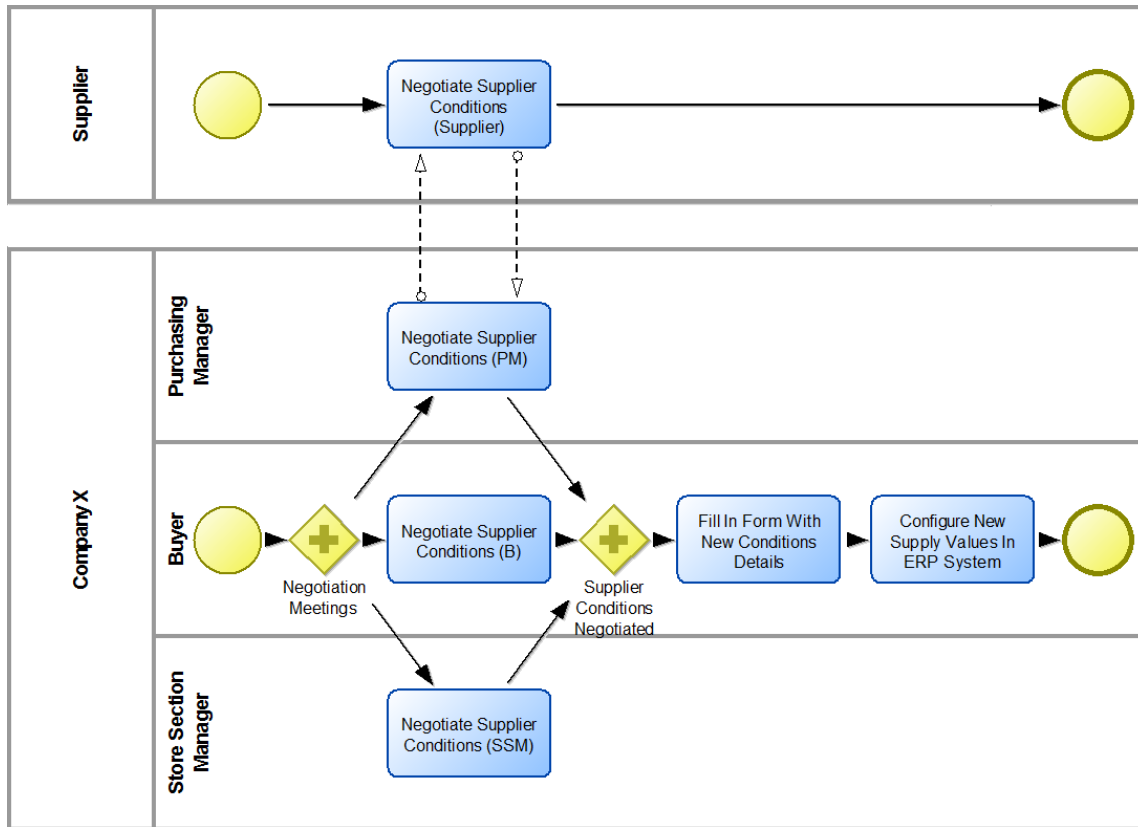 Supplier
Negotiate Supplier
Conditions
(Supplier)
Company X
Purchasing
Manager
Negotiate Supplier
Conditions (PM)
Buyer
Negotiation
Meetings
Negotiate Supplier
Conditions (B)
Supplier
Conditions
Negotiated
Fill In Form With
New Conditions
Details
Configure New
Supply Values In
ERP System
Store Section
Manager
Negotiate Supplier
Conditions (SSM)